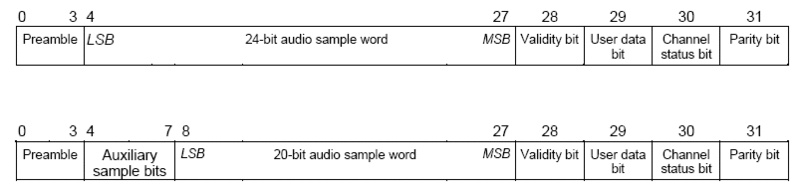 0 3 4 27 28 29 30 31
Preamble LSB 24-bit audio sample word MSB Validity bit User data bit Channel status bit Parity bit
0 3 4 7 8 27 28 29 30 31
Preamble Auxiliary sample bits LSB 20-bit audio sample word MSB Validity bit User data bit Channel status bit Parity bit